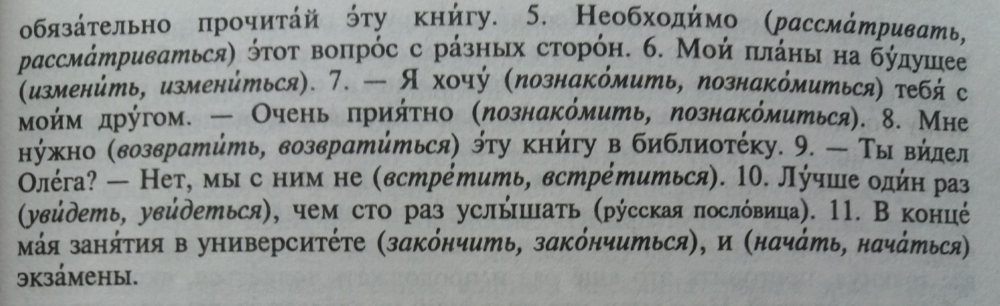 обяза́тельно прочита́й э́ту кни́гу. 5. Необходи́мо (рассма́тривать,
рассма́триваться) э́тот вопро́с с ра́зных сторо́н. 6. Мои́ пла́ны на бу́дущее
(измени́ть, измени́ться). 7. — Я хочу́ (познако́мить, познако́миться) тебя́ с
мои́м дру́гом. — Очень прия́тно (познако́мить, познако́миться). 8. Мне
ну́жно (возврати́ть, возврати́ться) э́ту кни́гу в библиоте́ку. 9. — Ты ви́дел
Оле́га? — Нет, мы с ним не (встре́тить, встре́титься). 10. Лу́чше оди́н раз
(уви́деть, уви́деться), чем сто раз услы́шать (ру́сская посло́вица). 11. В конце́
ма́я заня́тия в университе́те (зако́нчить, зако́нчиться), и (нача́ть, нача́ться)
экза́мены.